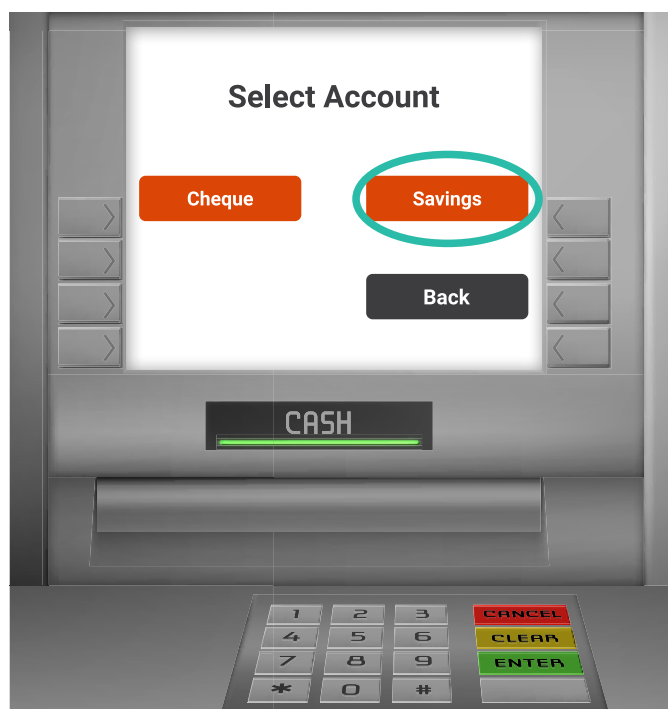 Select Account
Cheque Savings
Back
CASH
1 2 3 CANCEL
4 5 6 CLEAR
7 8 9 ENTER
* 0 #